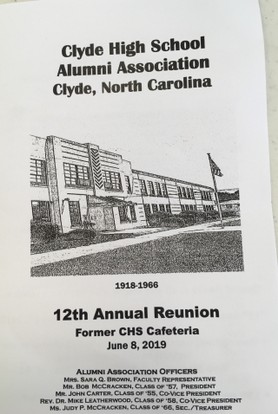 Clyde High School
Alumni Association
Clyde, North Carolina
1918-1966
12th Annual Reunion
Former CHS Cafeteria
June 8, 2019
Alumni Association Officers
Mrs. Sara Q. Brown, Faculty Representative
Mr. Bob McCracken, Class of '57, President
Mr. John Carter, Class of '55, Co-Vice President
Rev. Dr. Mike Leatherwood, Class of '58, Co-Vice President
Ms. Judy P. McCracken, Class of '66, Sec./Treasurer